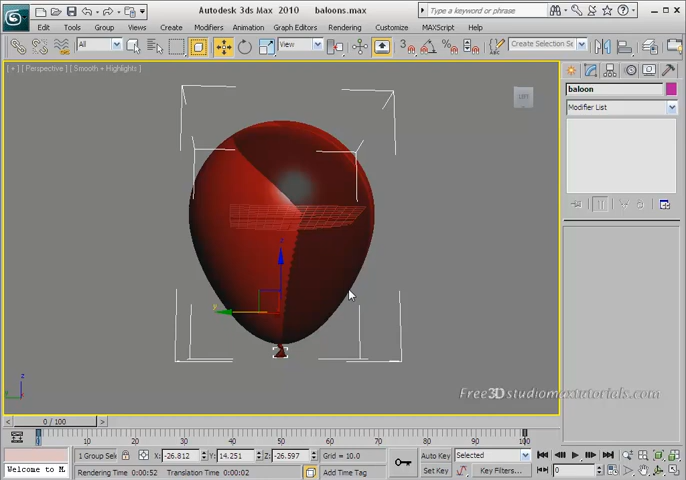 Autodesk 3ds Max 2010 baloons.max
Type a keyword or phrase
Edit Tools Group Views Create Modifiers Animation Graph Editors Rendering Customize MAXScript Help
All View Create Selection Se
[ + ] [ Perspective ] [ Smooth + Highlights ]
baloon
Modifier List
Free3Dstudiomaxtutorials.com
0 / 100
0 10 20 30 40 50 60 70 80 90 100
1 Group Sel X: -26.812 Y: 14.251 Z: -26.597 Grid = 10.0 Auto Key Selected
Welcome to M Rendering Time 0:00:52 Translation Time 0:00:02 Add Time Tag Set Key Key Filters... 0